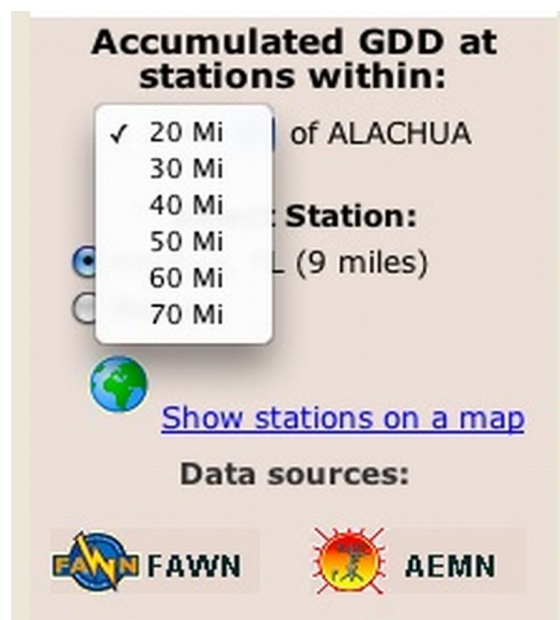 Accumulated GDD at
stations within:
✓ 20 Mi of ALACHUA
30 Mi
40 Mi
50 Mi
60 Mi
70 Mi
Station:
L (9 miles)
Show stations on a map
Data sources:
FAWN FAWN
AEMN